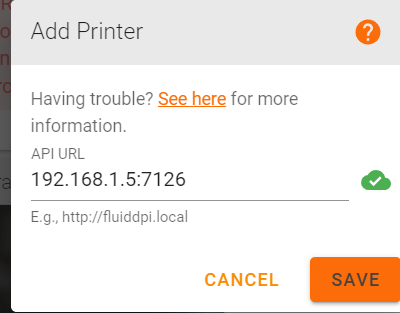 Add Printer
Having trouble? See here for more
information.
API URL
192.168.1.5:7126
E.g., http://fluiddpi.local
CANCEL
SAVE